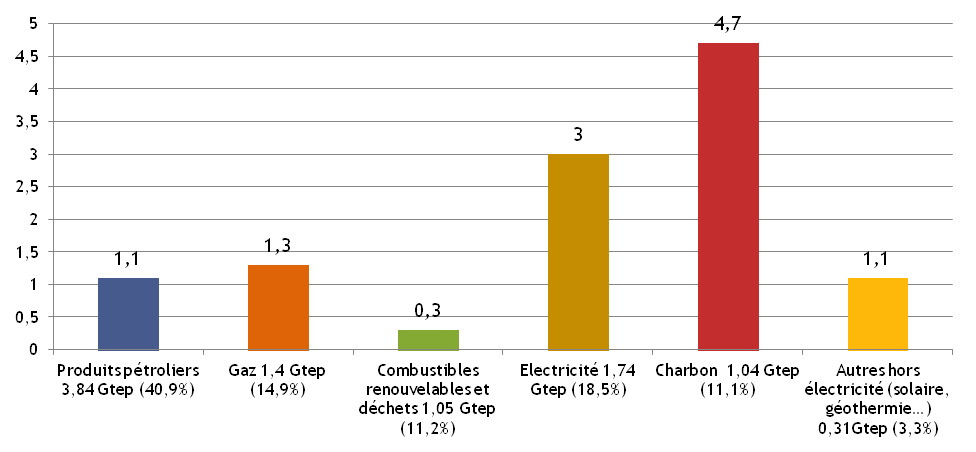 5
4,5
4
3,5
3
2,5
2
1,5
1
0,5
0
1,1
1,3
0,3
3
4,7
1,1
Produits pétroliers
3,84 Gtep (40,9%)
Gaz 1,4 Gtep
(14,9%)
Combustibles
renouvelables et
déchets 1,05 Gtep
(11,2%)
Electricité 1,74
Gtep (18,5%)
Charbon 1,04 Gtep
(11,1%)
Autres hors
électricité (solaire,
géothermie…)
0,31Gtep (3,3%)